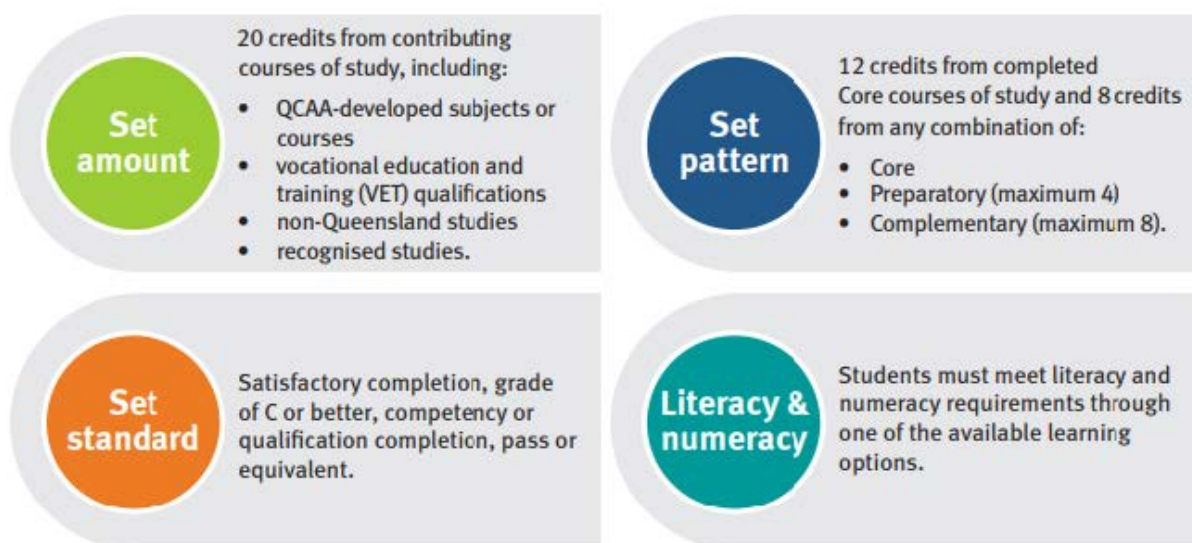 Set
amount
20 credits from contributing
courses of study, including:
• QCAA-developed subjects or
courses
• vocational education and
training (VET) qualifications
• non-Queensland studies
• recognised studies.
Set
pattern
12 credits from completed
Core courses of study and 8 credits
from any combination of:
• Core
• Preparatory (maximum 4)
• Complementary (maximum 8).
Set
standard
Satisfactory completion, grade
of C or better, competency or
qualification completion, pass or
equivalent.
Literacy &
numeracy
Students must meet literacy and
numeracy requirements through
one of the available learning
options.